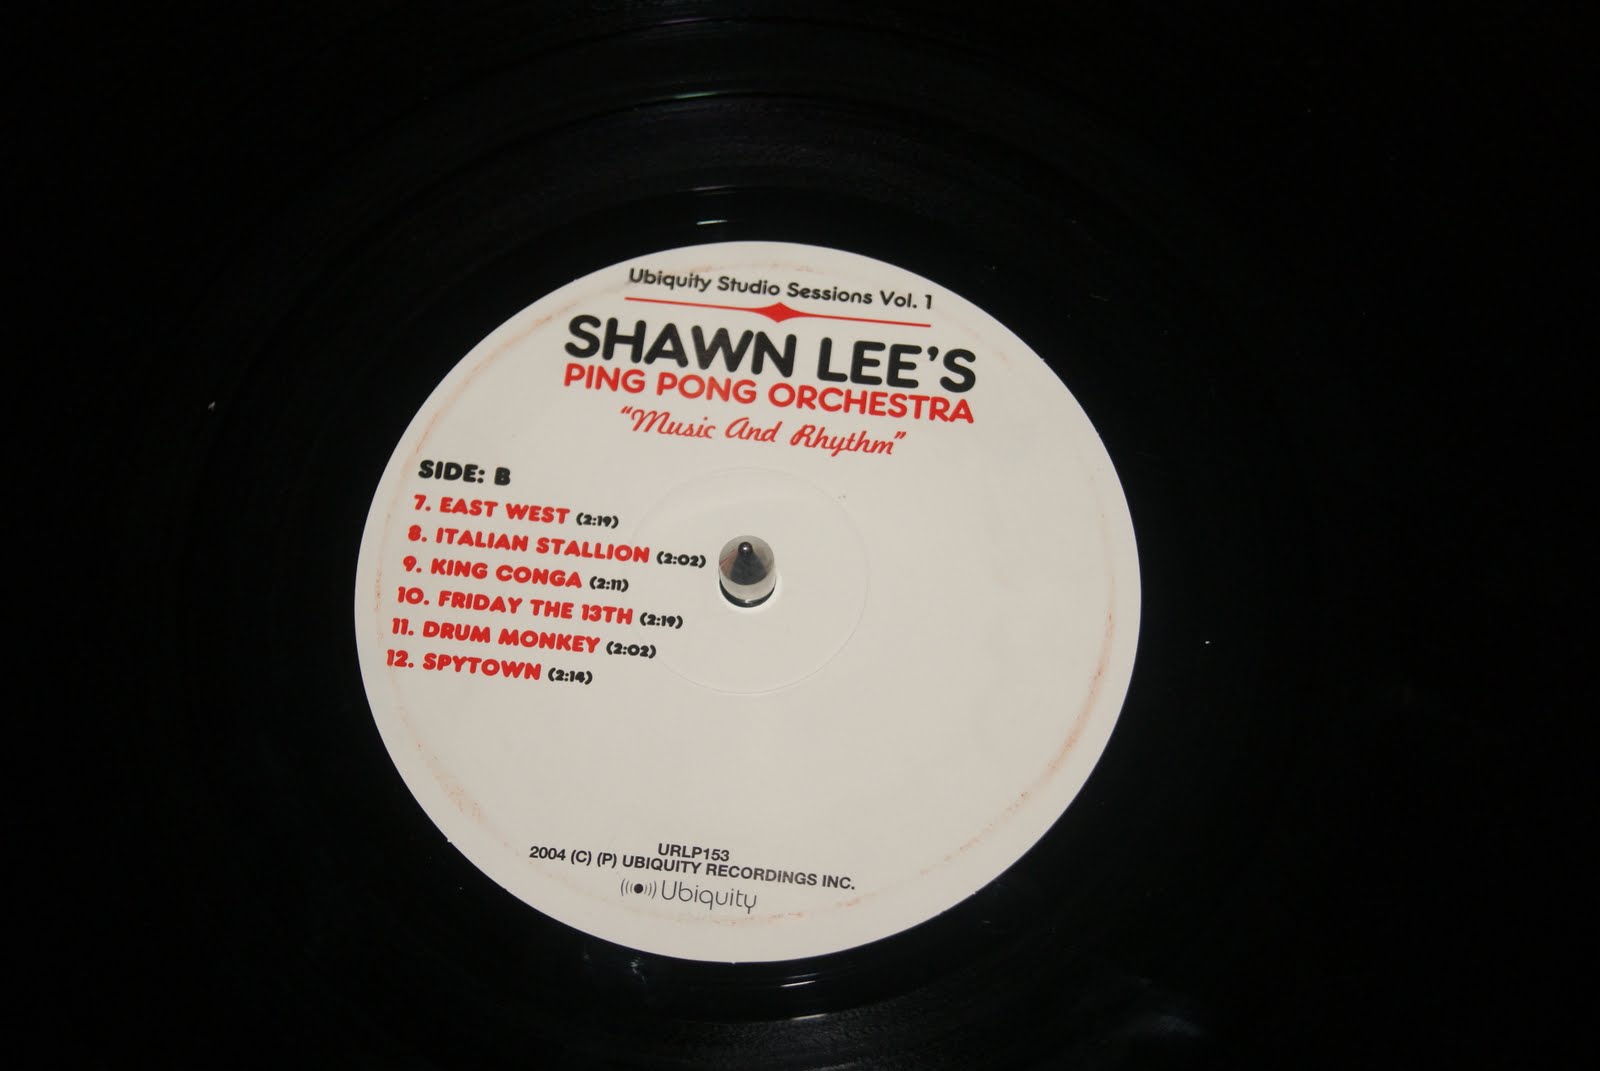 Ubiquity Studio Sessions Vol. 1
SHAWN LEE'S
PING PONG ORCHESTRA
"Music And Rhythm"
SIDE: B
7. EAST WEST (2:19)
8. ITALIAN STALLION (2:02)
9. KING CONGA (2:11)
10. FRIDAY THE 13TH (2:19)
11. DRUM MONKEY (2:02)
12. SPYTOWN (2:14)
URLP153
2004 (C) (P) UBIQUITY RECORDINGS INC.
Ubiquity